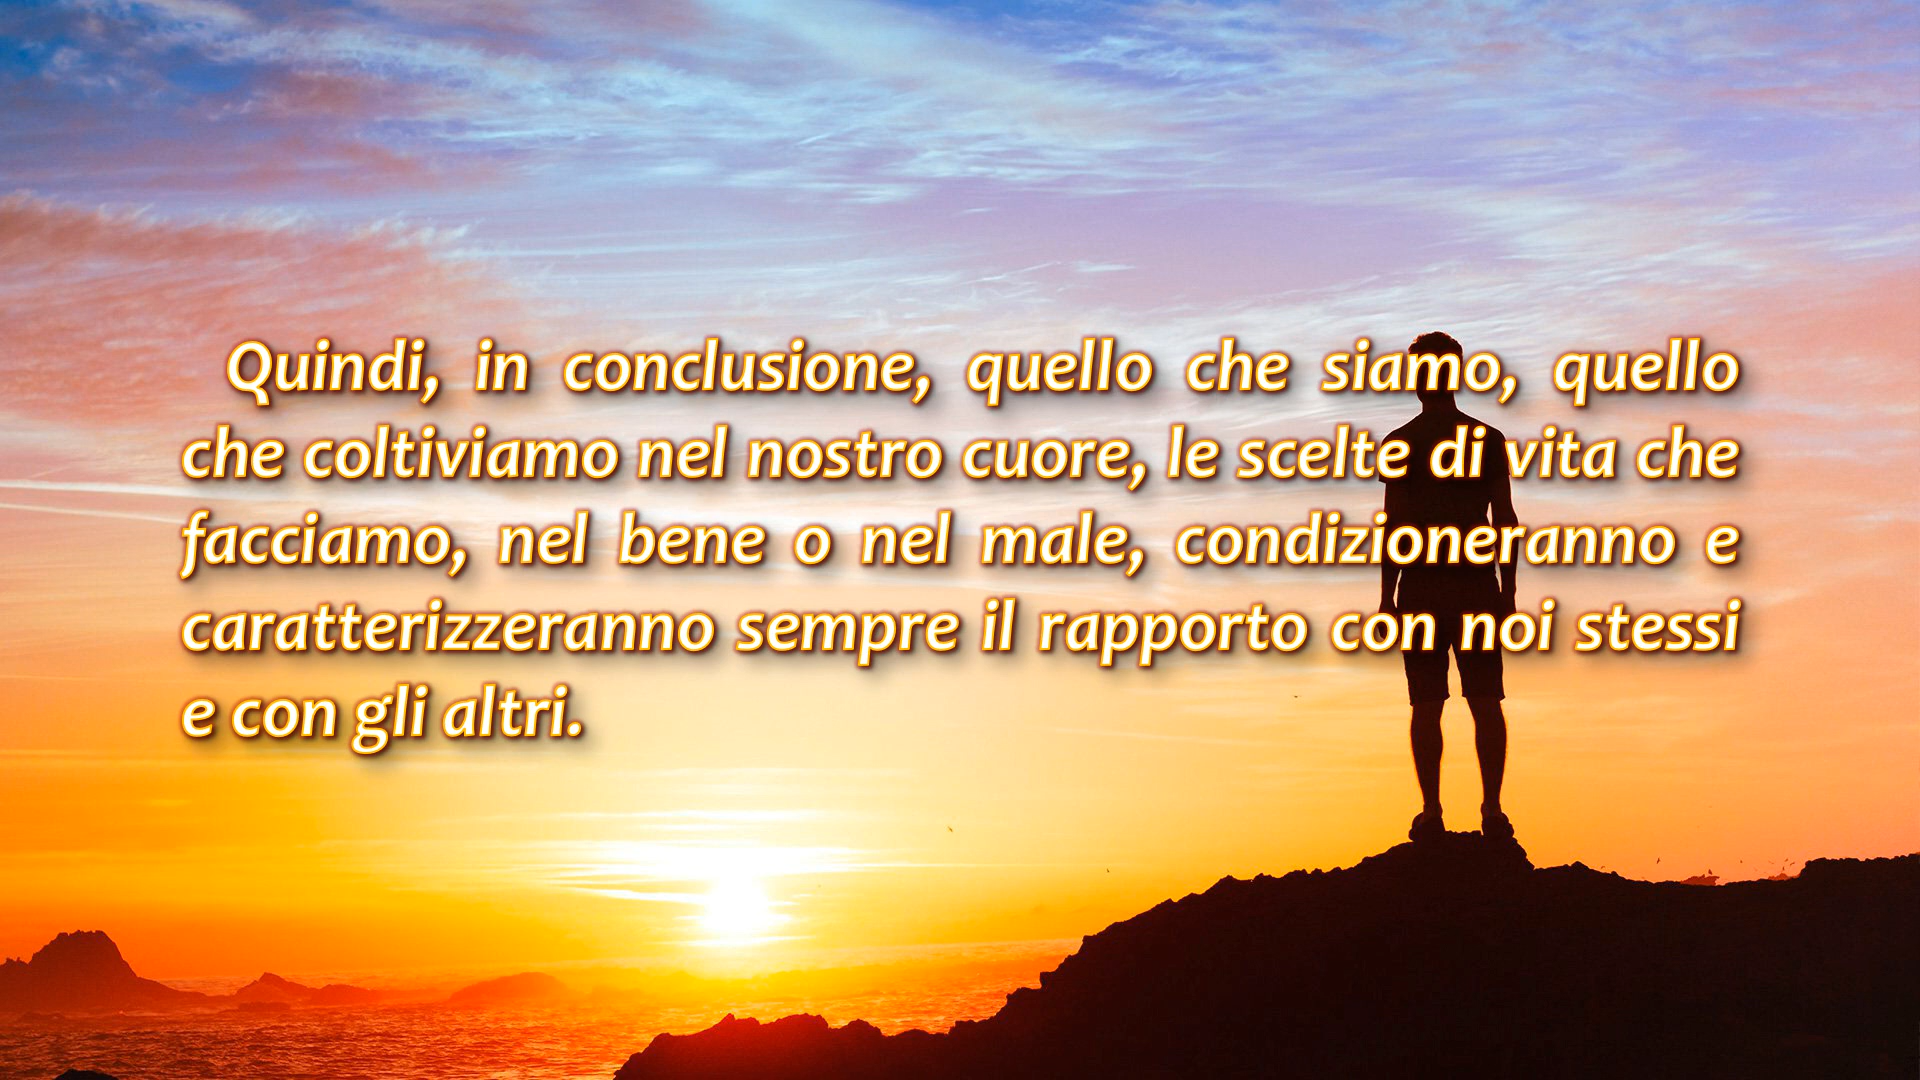 Quindi, in conclusione, quello che siamo, quello
che coltiviamo nel nostro cuore, le scelte di vita che
facciamo, nel bene o nel male, condizioneranno e
caratterizzeranno sempre il rapporto con noi stessi
e con gli altri.